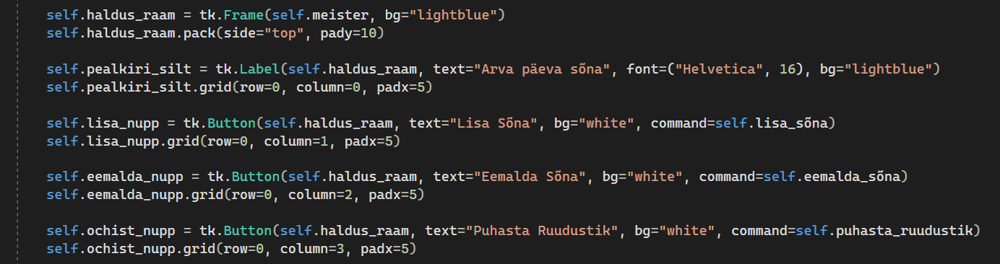 self.haldus_raam = tk.Frame(self.meister, bg="lightblue")
self.haldus_raam.pack(side="top", pady=10)
self.pealkiri_silt = tk.Label(self.haldus_raam, text="Arva päeva sõna", font=("Helvetica", 16), bg="lightblue")
self.pealkiri_silt.grid(row=0, column=0, padx=5)
self.lisa_nupp = tk.Button(self.haldus_raam, text="Lisa Sõna", bg="white", command=self.lisa_sõna)
self.lisa_nupp.grid(row=0, column=1, padx=5)
self.eemalda_nupp = tk.Button(self.haldus_raam, text="Eemalda Sõna", bg="white", command=self.eemalda_sõna)
self.eemalda_nupp.grid(row=0, column=2, padx=5)
self.ochist_nupp = tk.Button(self.haldus_raam, text="Puhasta Ruudustik", bg="white", command=self.puhasta_ruudustik)
self.ochist_nupp.grid(row=0, column=3, padx=5)